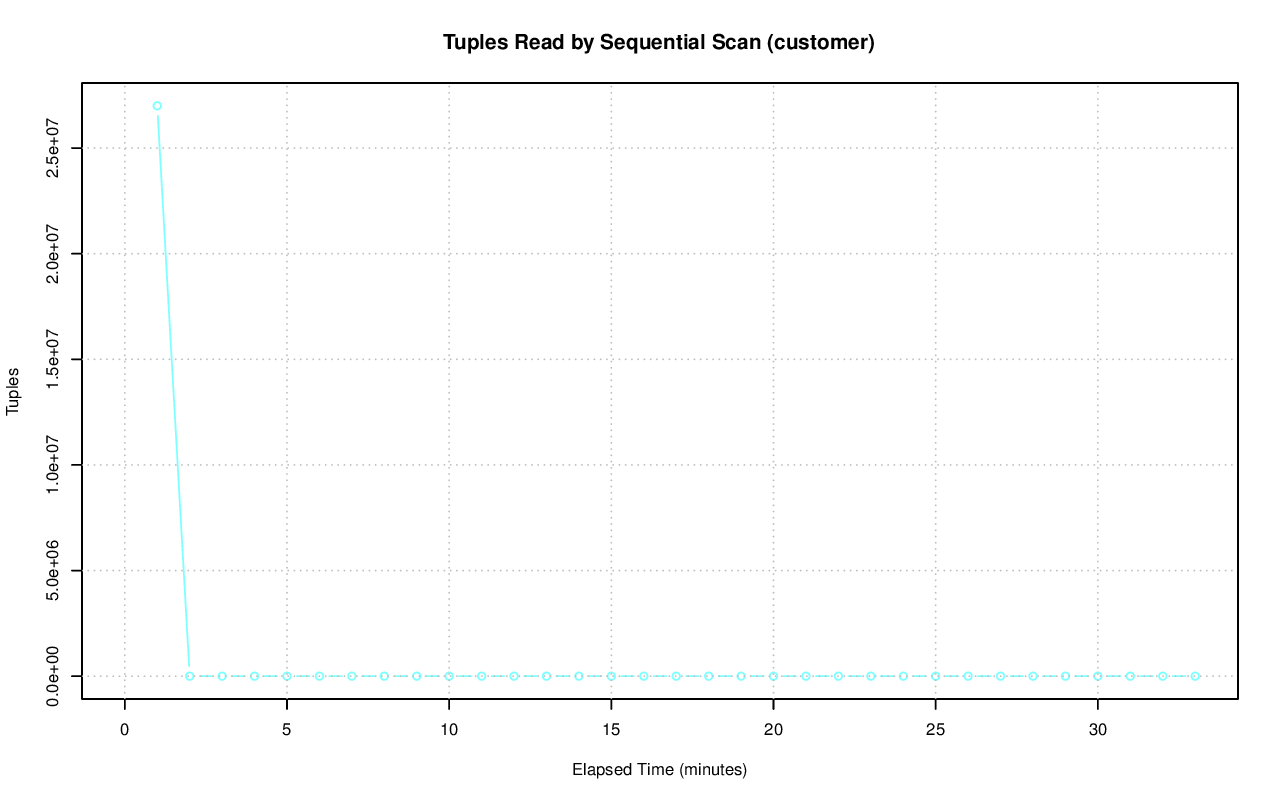 Tuples Read by Sequential Scan (customer)
Tuples
2.5e+07
2.0e+07
1.5e+07
1.0e+07
5.0e+06
0.0e+00
0 5 10 15 20 25 30
Elapsed Time (minutes)